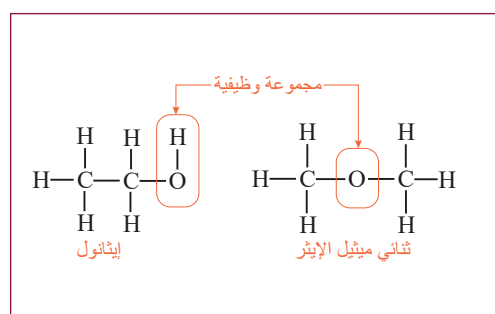 مجموعة وظيفية
H
H H
H C C O
H H
إيثانول
H H
H C O C H
H H
ثنائي ميثيل الإيثر